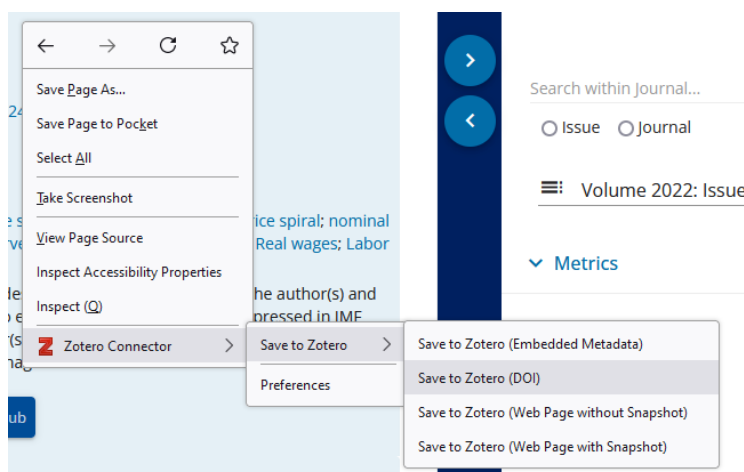 Save Page As...
Save Page to Pocket
Select All
Take Screenshot
View Page Source
Inspect Accessibility Properties
Inspect (Q)
Zotero Connector
Save to Zotero
Preferences
Save to Zotero (Embedded Metadata)
Save to Zotero (DOI)
Save to Zotero (Web Page without Snapshot)
Save to Zotero (Web Page with Snapshot)
24
rice spiral; nominal
Real wages; Labor
he author(s) and
pressed in IMF
ub
Search within Journal...
Issue Journal
Volume 2022: Issue
Metrics